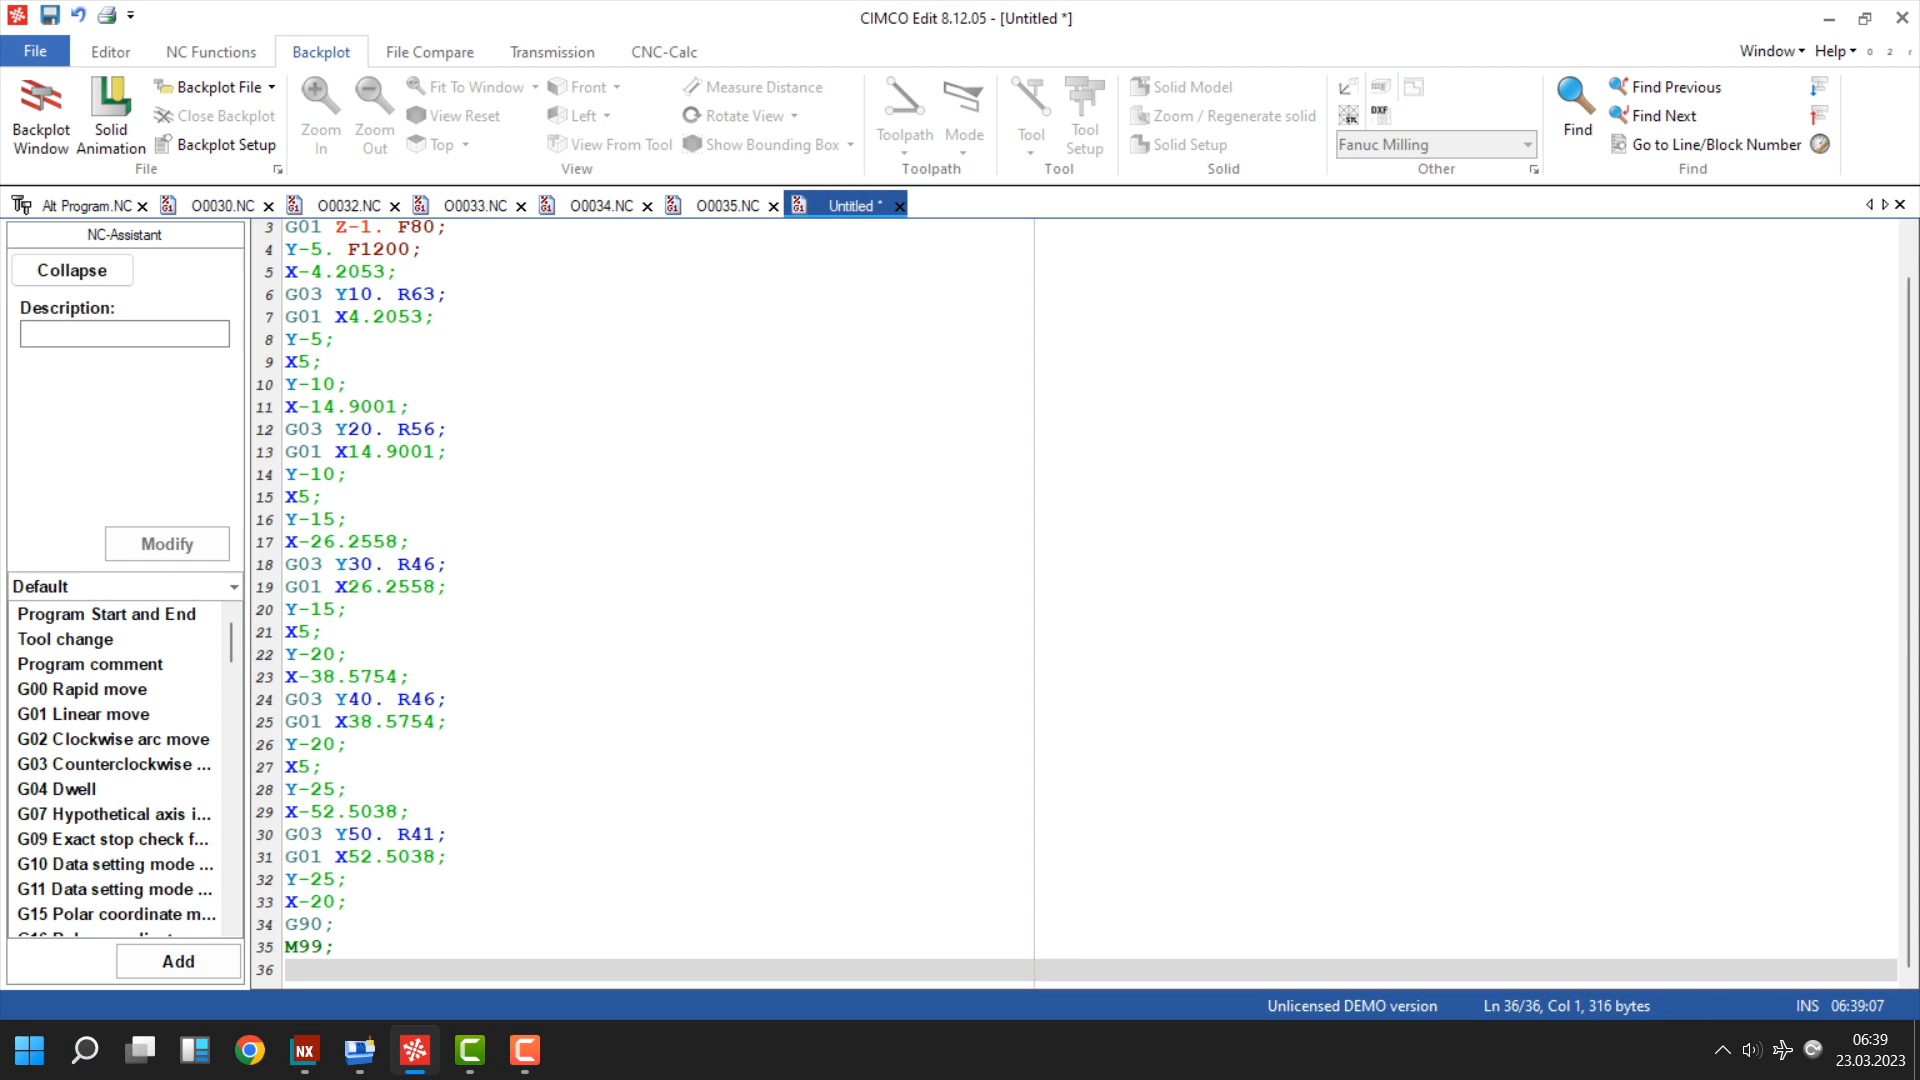 CIMCO Edit 8.12.05 - [Untitled *]
File
Editor
NC Functions
Backplot
File Compare
Transmission
CNC-Calc
Window
Help
Backplot Window
Solid Animation
Backplot File
Close Backplot
Backplot Setup
File
Zoom In
Zoom Out
Fit To Window
View Reset
Top
Front
Left
View From Tool
Measure Distance
Rotate View
Show Bounding Box
View
Toolpath
Mode
Toolpath
Tool
Tool Setup
Tool
Solid Model
Zoom / Regenerate solid
Solid Setup
Solid
STL
DXF
Fanuc Milling
Other
Find
Find Previous
Find Next
Go to Line/Block Number
Find
Alt Program.NC
O0030.NC
O0032.NC
O0033.NC
O0034.NC
O0035.NC
Untitled *
NC-Assistant
Collapse
Description:
Modify
Default
Program Start and End
Tool change
Program comment
G00 Rapid move
G01 Linear move
G02 Clockwise arc move
G03 Counterclockwise ...
G04 Dwell
G07 Hypothetical axis i...
G09 Exact stop check f...
G10 Data setting mode ...
G11 Data setting mode ...
G15 Polar coordinate m...
Add
3 G01 Z-1. F80;
4 Y-5. F1200;
5 X-4.2053;
6 G03 Y10. R63;
7 G01 X4.2053;
8 Y-5;
9 X5;
10 Y-10;
11 X-14.9001;
12 G03 Y20. R56;
13 G01 X14.9001;
14 Y-10;
15 X5;
16 Y-15;
17 X-26.2558;
18 G03 Y30. R46;
19 G01 X26.2558;
20 Y-15;
21 X5;
22 Y-20;
23 X-38.5754;
24 G03 Y40. R46;
25 G01 X38.5754;
26 Y-20;
27 X5;
28 Y-25;
29 X-52.5038;
30 G03 Y50. R41;
31 G01 X52.5038;
32 Y-25;
33 X-20;
34 G90;
35 M99;
36
Unlicensed DEMO version
Ln 36/36, Col 1, 316 bytes
INS 06:39:07
NX
06:39
23.03.2023